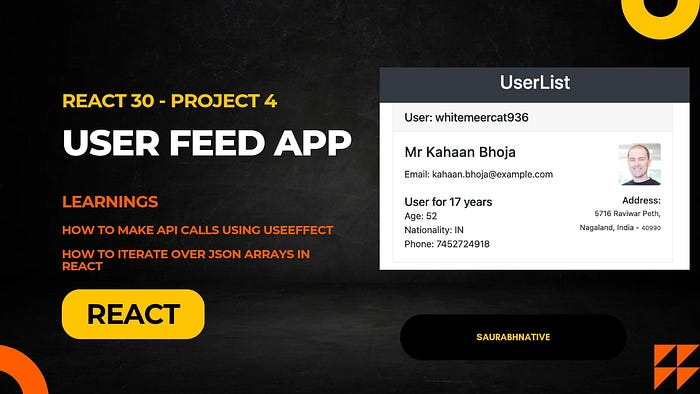 REACT 30 - PROJECT 4
USER FEED APP
LEARNINGS
HOW TO MAKE API CALLS USING USEEFFECT
HOW TO ITERATE OVER JSON ARRAYS IN
REACT
REACT
UserList
User: whitemeercat936
Mr Kahaan Bhoja
Email: kahaan.bhoja@example.com
User for 17 years
Age: 52
Nationality: IN
Phone: 7452724918
Address:
5716 Raviwar Peth,
Nagaland, India - 40990
SAURABHNATIVE